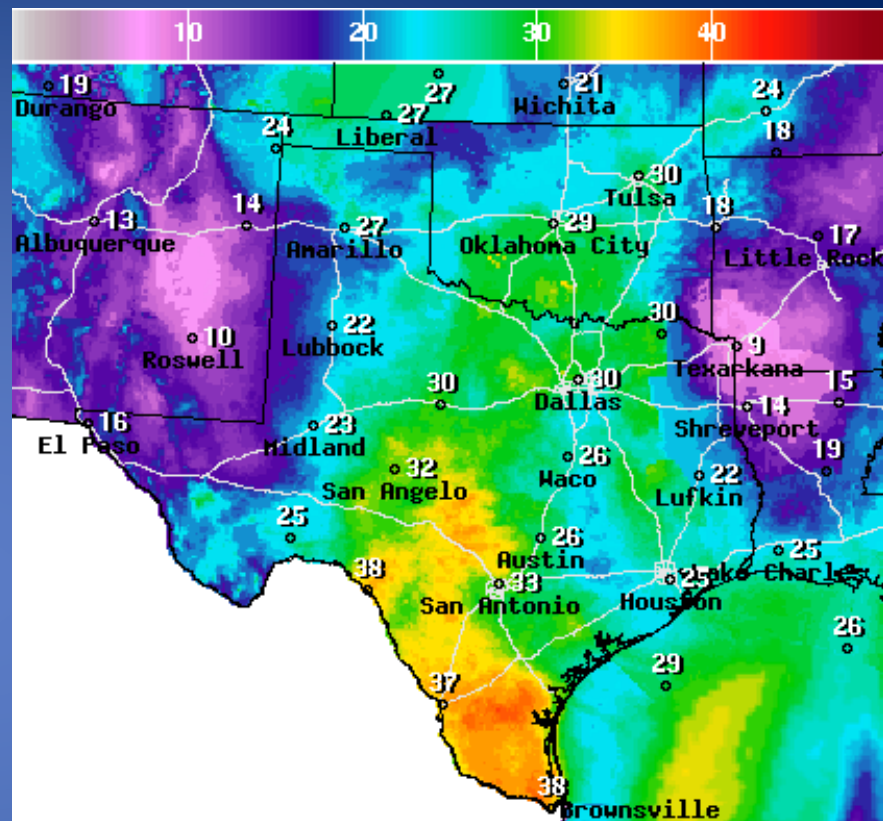 10 20 30 40
19 27 21 24
Durango Wichita
27
Liberal
24 18
30
Tulsa
13 14 27 29 18 17
Albuquerque Amarillo Oklahoma City Little Rock
10 22 30
Roswell Lubbock
9
Texarkana
30 30 14 15
Dallas
16 23 Shreveport
El Paso Midland
32 26 22 19
San Angelo Waco Lufkin
25 26 25
Austin
38 33 25 Lake Charles
San Antonio Houston
29 26
37
38
Brownsville